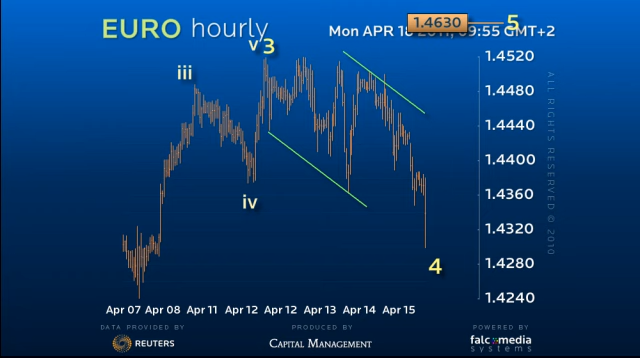 1.4630
5
EURO hourly
Mon APR 18 2011, 09:55 GMT+2
v 3
iii
iv
4
1.4520
1.4480
1.4440
1.4400
1.4360
1.4320
1.4280
1.4240
ALL RIGHTS RESERVED © 2010
Apr 07 Apr 08 Apr 11 Apr 12 Apr 12 Apr 13 Apr 14 Apr 15
DATA PROVIDED BY
REUTERS
PRODUCED BY
CAPITAL MANAGEMENT
POWERED BY
falc media
systems